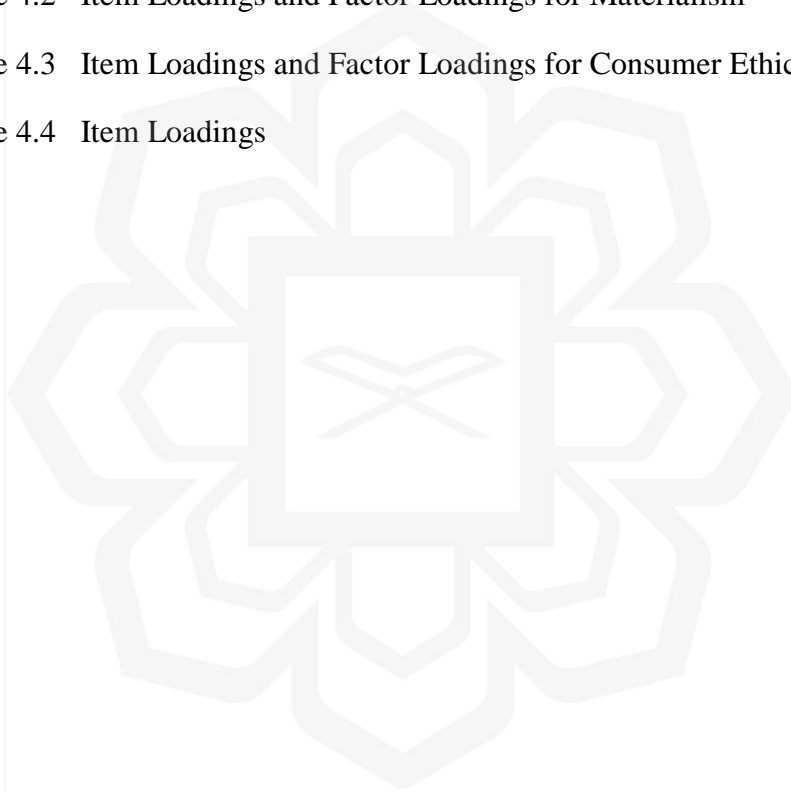 e 4.2 Item Loadings and Factor Loadings for Materialism
e 4.3 Item Loadings and Factor Loadings for Consumer Ethic
e 4.4 Item Loadings